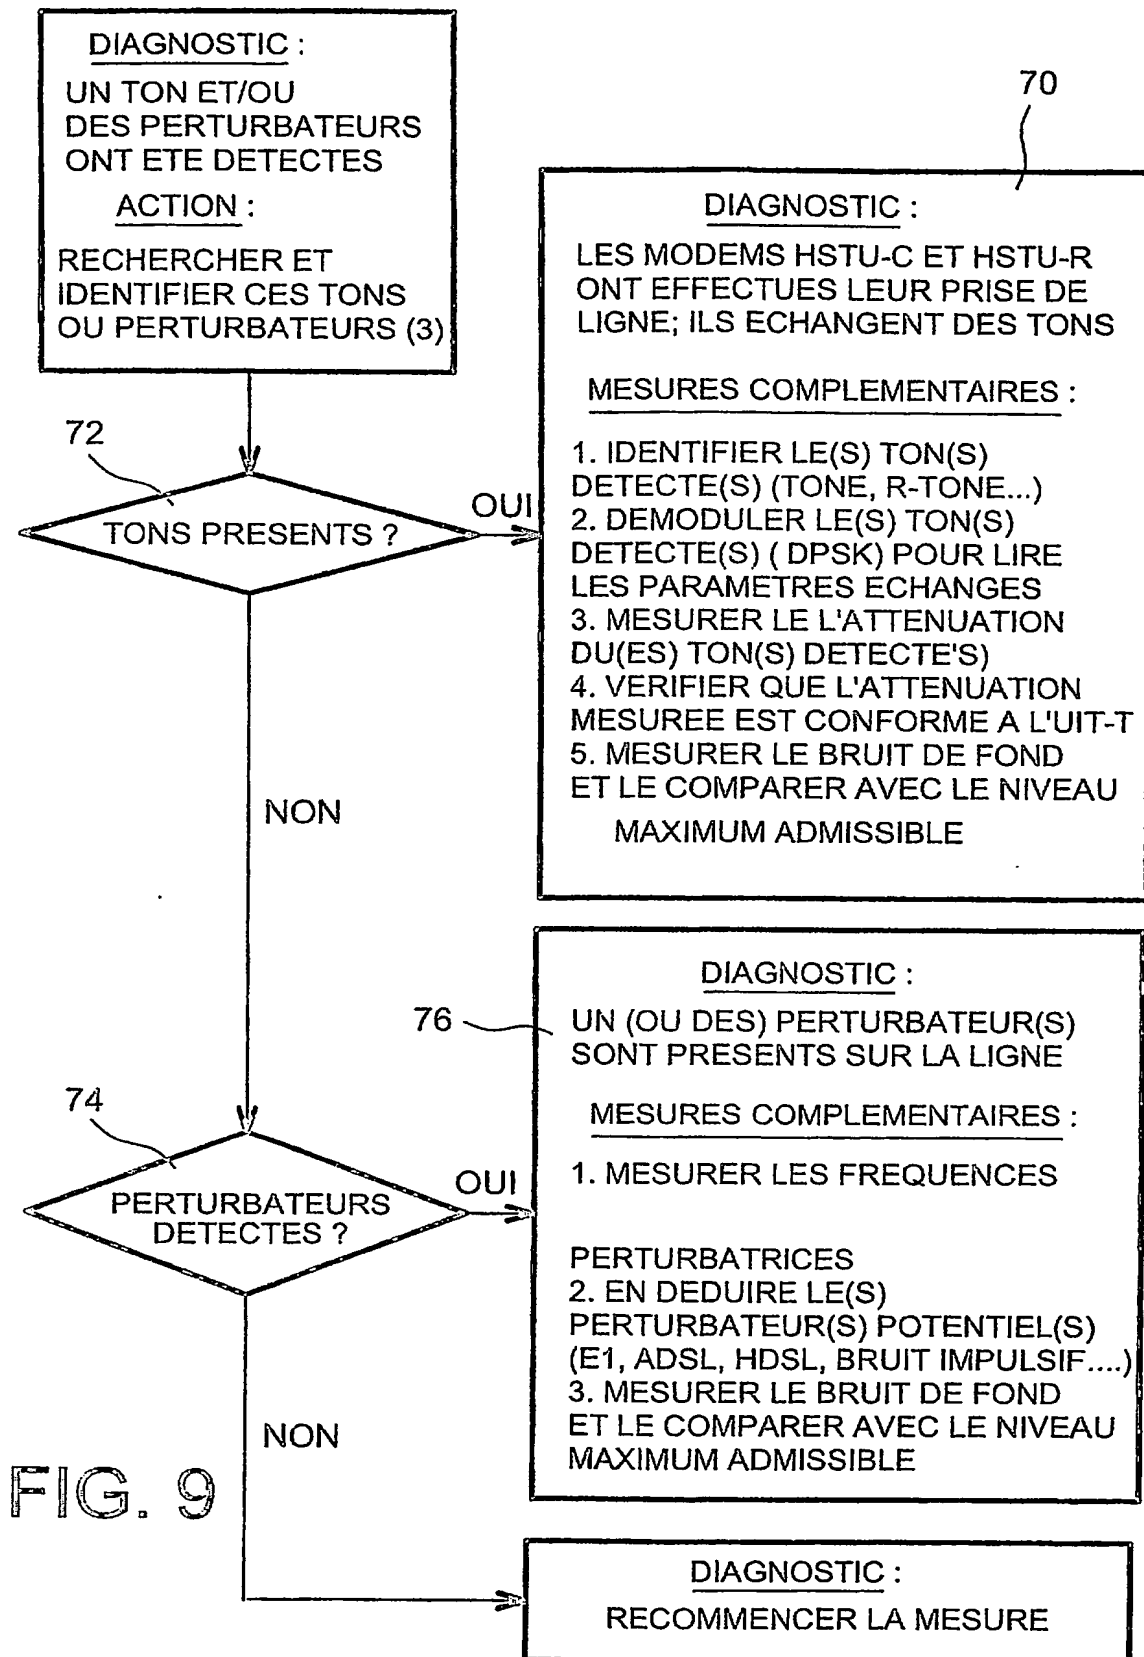 DIAGNOSTIC :
UN TON ET/OU
DES PERTURBATEURS
ONT ETE DETECTES
ACTION :
RECHERCHER ET
IDENTIFIER CES TONS
OU PERTURBATEURS (3)
70
DIAGNOSTIC :
LES MODEMS HSTU-C ET HSTU-R
ONT EFFECTUES LEUR PRISE DE
LIGNE; ILS ECHANGENT DES TONS
MESURES COMPLEMENTAIRES :
1. IDENTIFIER LE(S) TON(S)
DETECTE(S) (TONE, R-TONE...)
2. DEMODULER LE(S) TON(S)
DETECTE(S) ( DPSK) POUR LIRE
LES PARAMETRES ECHANGES
3. MESURER LE L'ATTENUATION
DU(ES) TON(S) DETECTE'S)
4. VERIFIER QUE L'ATTENUATION
MESUREE EST CONFORME A L'UIT-T
5. MESURER LE BRUIT DE FOND
ET LE COMPARER AVEC LE NIVEAU
MAXIMUM ADMISSIBLE
72
TONS PRESENTS ?
OUI
NON
74
PERTURBATEURS
DETECTES ?
OUI
76
DIAGNOSTIC :
UN (OU DES) PERTURBATEUR(S)
SONT PRESENTS SUR LA LIGNE
MESURES COMPLEMENTAIRES :
1. MESURER LES FREQUENCES
PERTURBATRICES
2. EN DEDUIRE LE(S)
PERTURBATEUR(S) POTENTIEL(S)
(E1, ADSL, HDSL, BRUIT IMPULSIF....)
3. MESURER LE BRUIT DE FOND
ET LE COMPARER AVEC LE NIVEAU
MAXIMUM ADMISSIBLE
NON
FIG. 9
DIAGNOSTIC :
RECOMMENCER LA MESURE